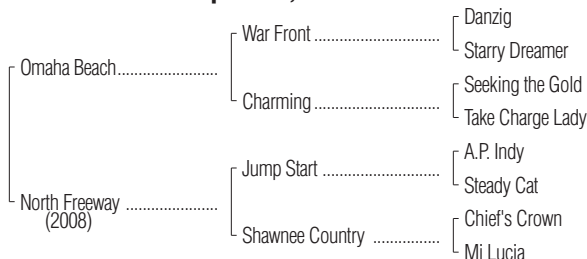 Danzig
War Front ..............................
Starry Dreamer
Omaha Beach........................
Seeking the Gold
Charming ..............................
Take Charge Lady
A.P. Indy
Jump Start ............................
Steady Cat
North Freeway ......................
(2008)
Chief's Crown
Shawnee Country ................
Mi Lucia